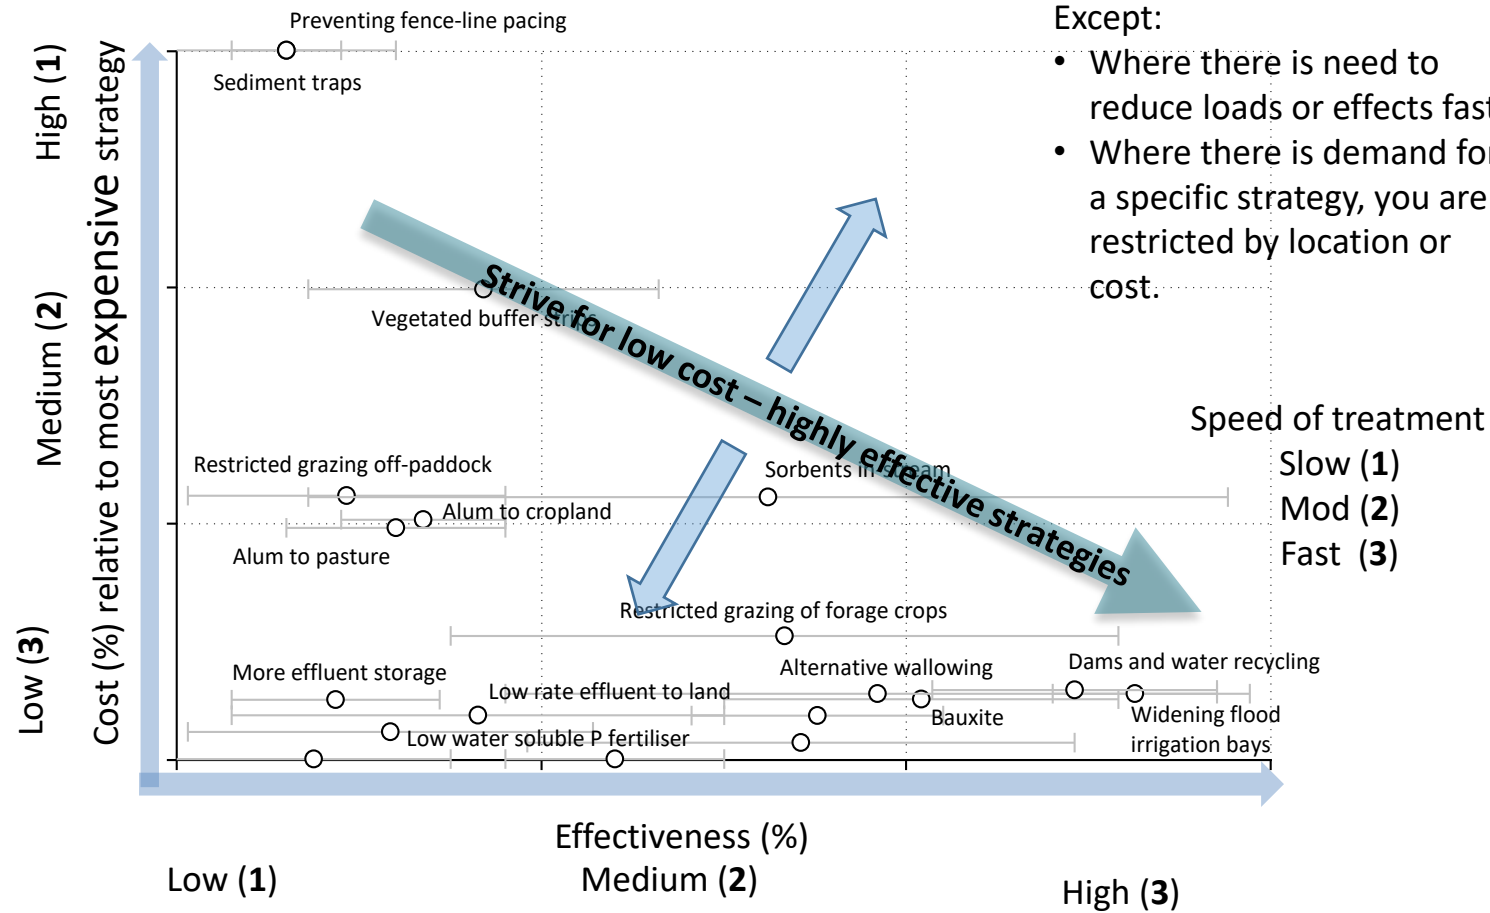 Preventing fence-line pacing
Sediment traps
Except:
• Where there is need to
reduce loads or effects fast
• Where there is demand for
a specific strategy, you are
restricted by location or
cost.
High (1)
Medium (2)
Low (3)
Cost (%) relative to most expensive strategy
Vegetated buffer strips
Strive for low cost – highly effective strategies
Restricted grazing off-paddock
Sorbents in-stream
Alum to cropland
Alum to pasture
Speed of treatment
Slow (1)
Mod (2)
Fast (3)
Restricted grazing of forage crops
More effluent storage
Alternative wallowing
Dams and water recycling
Low rate effluent to land
Bauxite
Widening flood
irrigation bays
Low water soluble P fertiliser
Effectiveness (%)
Low (1)
Medium (2)
High (3)